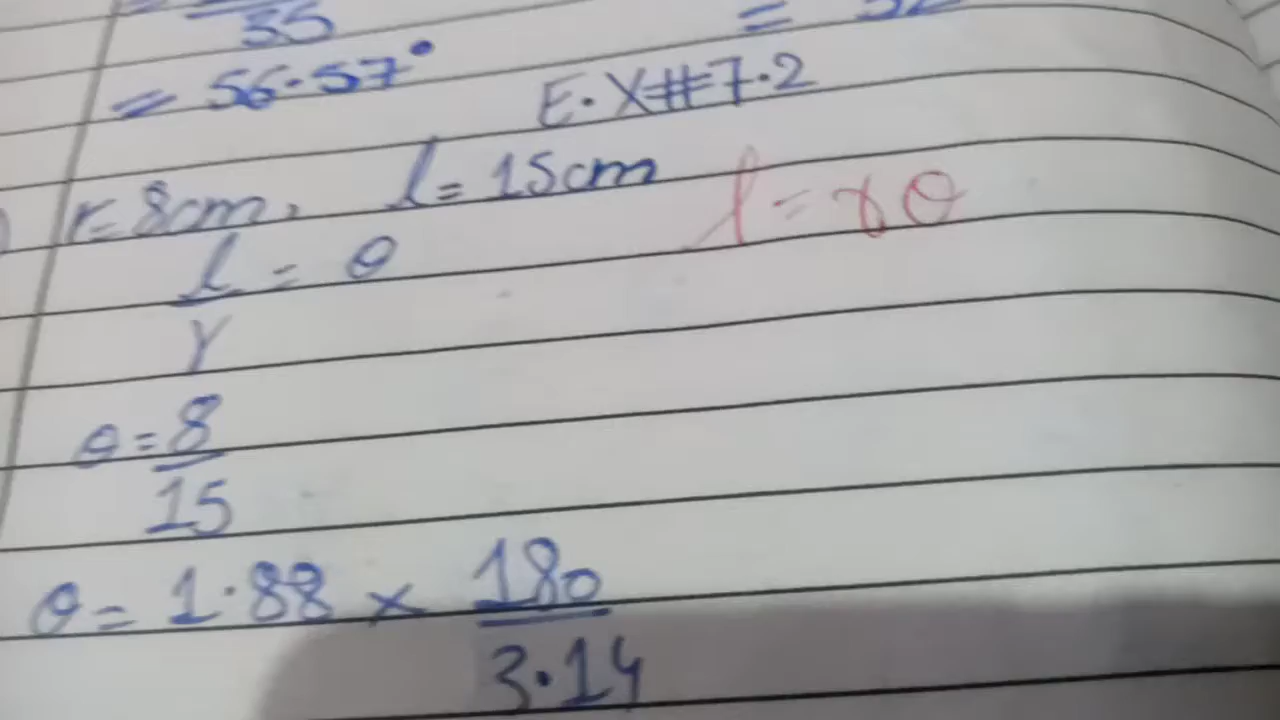 35
=
= 56.57°
E.X#7.2
r=8cm, l=15cm l=rθ
l/r = θ
θ=8/15
θ=1.88 × 180/3.14